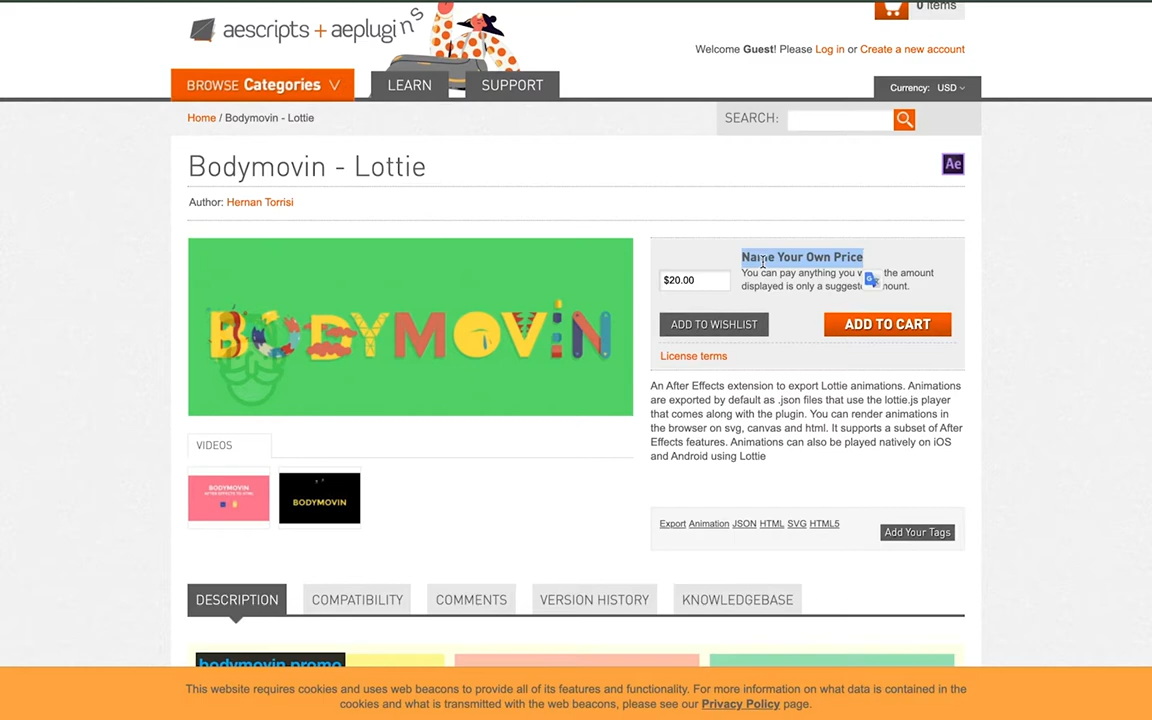 0 items
aescripts + aeplugins
Welcome Guest! Please Log in or Create a new account
BROWSE Categories
LEARN
SUPPORT
Currency: USD
Home / Bodymovin - Lottie
SEARCH:
Bodymovin - Lottie
Ae
Author: Hernan Torrisi
BODYMOVIN
Name Your Own Price
$20.00
You can pay anything you the amount
displayed is only a suggest
ADD TO WISHLIST
ADD TO CART
License terms
An After Effects extension to export Lottie animations. Animations
are exported by default as .json files that use the lottie.js player
that comes along with the plugin. You can render animations in
the browser on svg, canvas and html. It supports a subset of After
Effects features. Animations can also be played natively on iOS
and Android using Lottie
VIDEOS
BODYMOVIN
AFTER EFFECTS TO HTML
BODYMOVIN
Export Animation JSON HTML SVG HTML5
Add Your Tags
DESCRIPTION
COMPATIBILITY
COMMENTS
VERSION HISTORY
KNOWLEDGEBASE
bodymovin promo
This website requires cookies and uses web beacons to provide all of its features and functionality. For more information on what data is contained in the
cookies and what is transmitted with the web beacons, please see our Privacy Policy page.